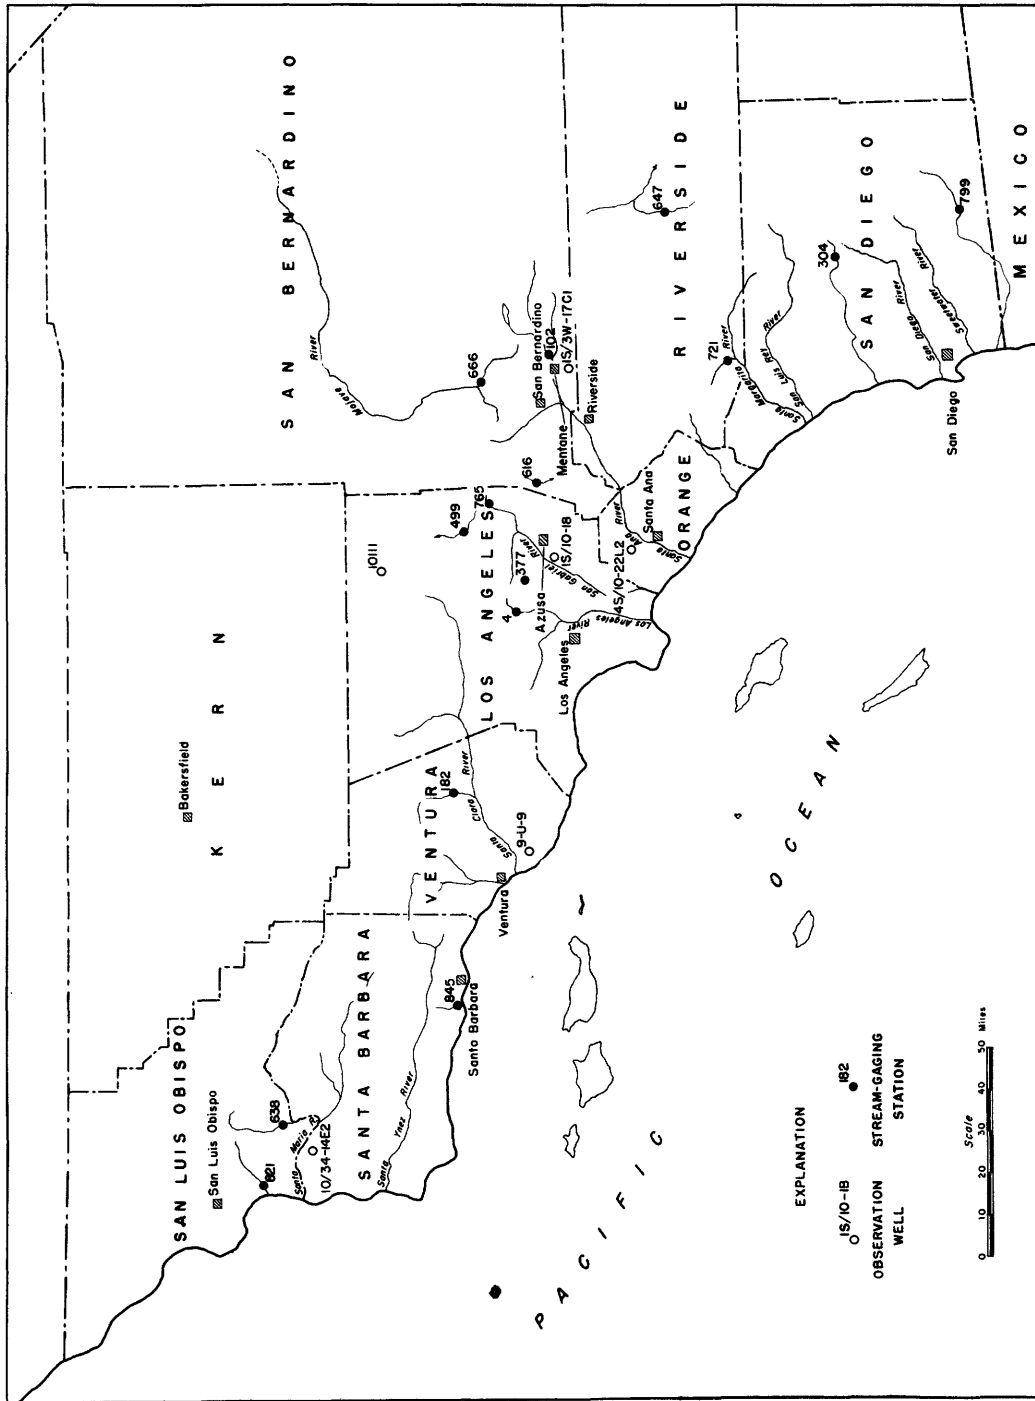 SAN LUIS OBISPO
San Luis Obispo
821
638
Santa Maria R.
10/34-14E2
SANTA BARBARA
Santa Ynez River
845
Santa Barbara
KERN
Bakersfield
VENTURA
182
Santa Clara River
9-U-9
Ventura
LOS ANGELES
10111
499
765
377
4
Azusa
San Gabriel River
1S/10-18
Los Angeles
Los Angeles River
SAN BERNARDINO
Mojave River
666
616
San Bernardino
102
1S/3W-17C1
Mentone
Riverside
RIVERSIDE
647
ORANGE
Santa Ana
Santa Ana River
4S/10-22L2
721
Santa Margarita River
San Luis Rey River
SAN DIEGO
304
San Diego River
Sweetwater River
799
San Diego
MEXICO
PACIFIC OCEAN
EXPLANATION
1S/10-1B
182
OBSERVATION WELL
STREAM-GAGING STATION
Scale
0 10 20 30 40 50 Miles